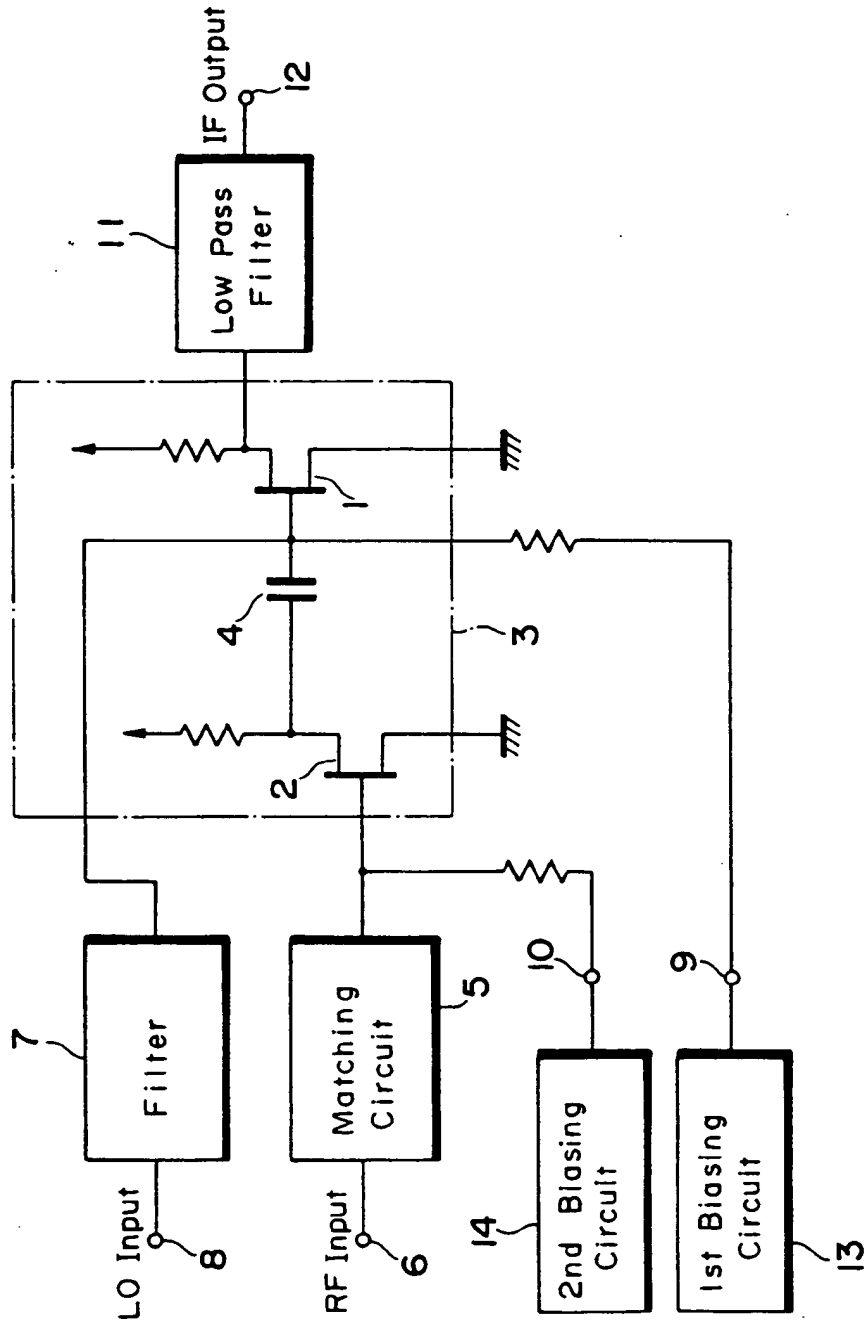 LO Input
8
7
Filter
RF Input
6
Matching
Circuit
5
2
4
1
3
11
Low Pass
Filter
IF Output
12
14
2nd Biasing
Circuit
10
1st Biasing
Circuit
13
9